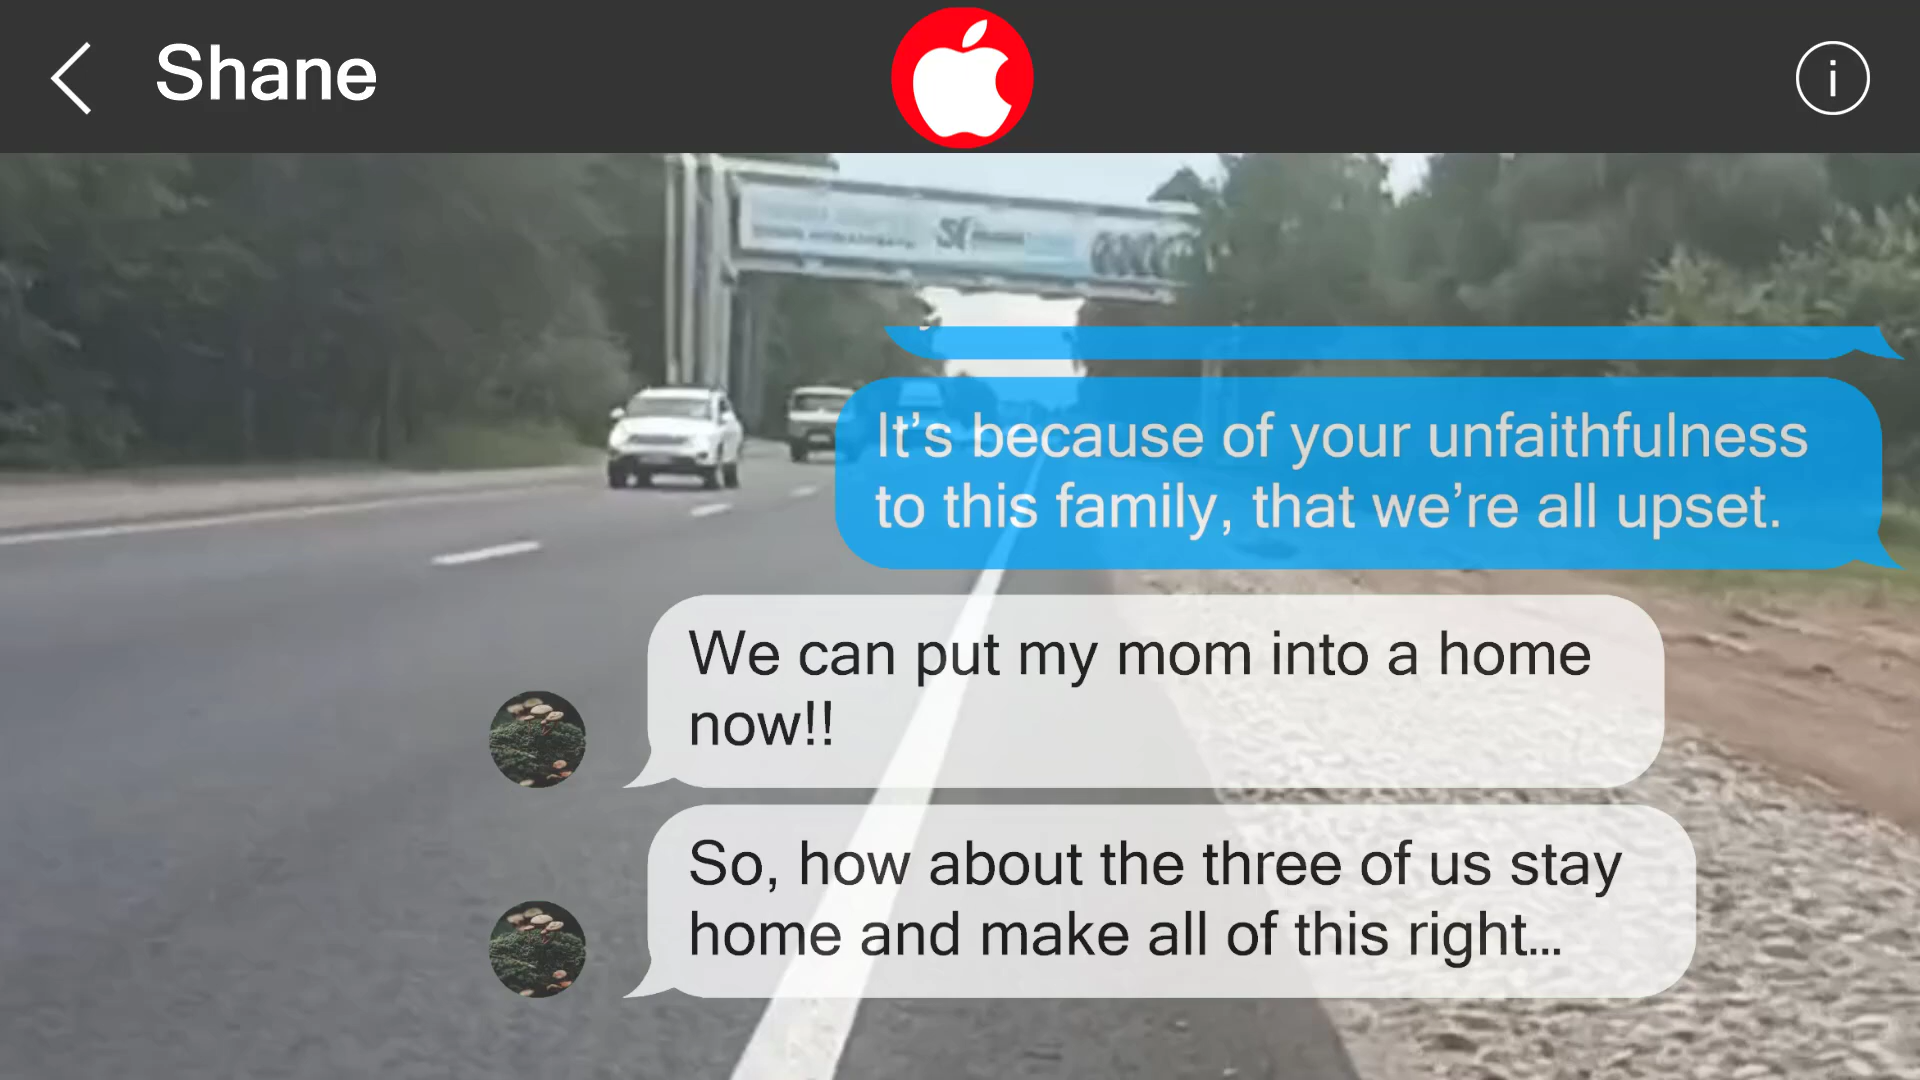 Shane
It’s because of your unfaithfulness
to this family, that we’re all upset.
We can put my mom into a home
now!!
So, how about the three of us stay
home and make all of this right...